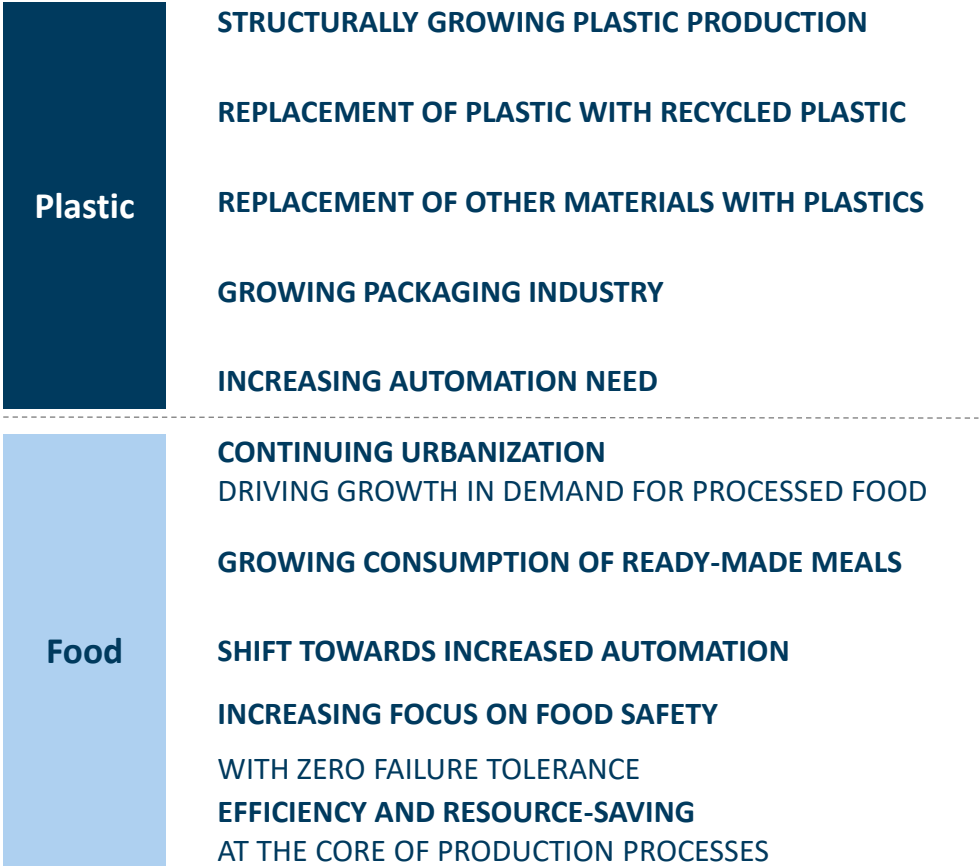 Plastic
STRUCTURALLY GROWING PLASTIC PRODUCTION
REPLACEMENT OF PLASTIC WITH RECYCLED PLASTIC
REPLACEMENT OF OTHER MATERIALS WITH PLASTICS
GROWING PACKAGING INDUSTRY
INCREASING AUTOMATION NEED
Food
CONTINUING URBANIZATION
DRIVING GROWTH IN DEMAND FOR PROCESSED FOOD
GROWING CONSUMPTION OF READY-MADE MEALS
SHIFT TOWARDS INCREASED AUTOMATION
INCREASING FOCUS ON FOOD SAFETY
WITH ZERO FAILURE TOLERANCE
EFFICIENCY AND RESOURCE-SAVING
AT THE CORE OF PRODUCTION PROCESSES